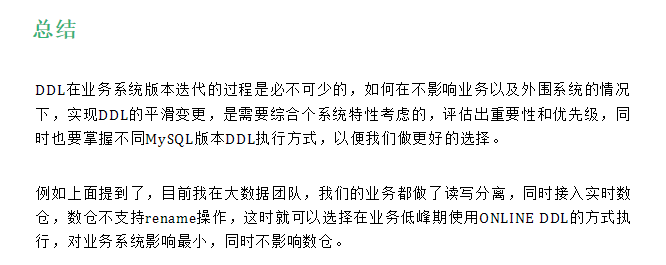 总结
DDL在业务系统版本迭代的过程是必不可少的，如何在不影响业务以及外围系统的情况
下，实现DDL的平滑变更，是需要综合个系统特性考虑的，评估出重要性和优先级，同
时也要掌握不同MySQL版本DDL执行方式，以便我们做更好的选择。
例如上面提到了，目前我在大数据团队，我们的业务都做了读写分离，同时接入实时数
仓，数仓不支持rename操作，这时就可以选择在业务低峰期使用ONLINE DDL的方式执
行，对业务系统影响最小，同时不影响数仓。